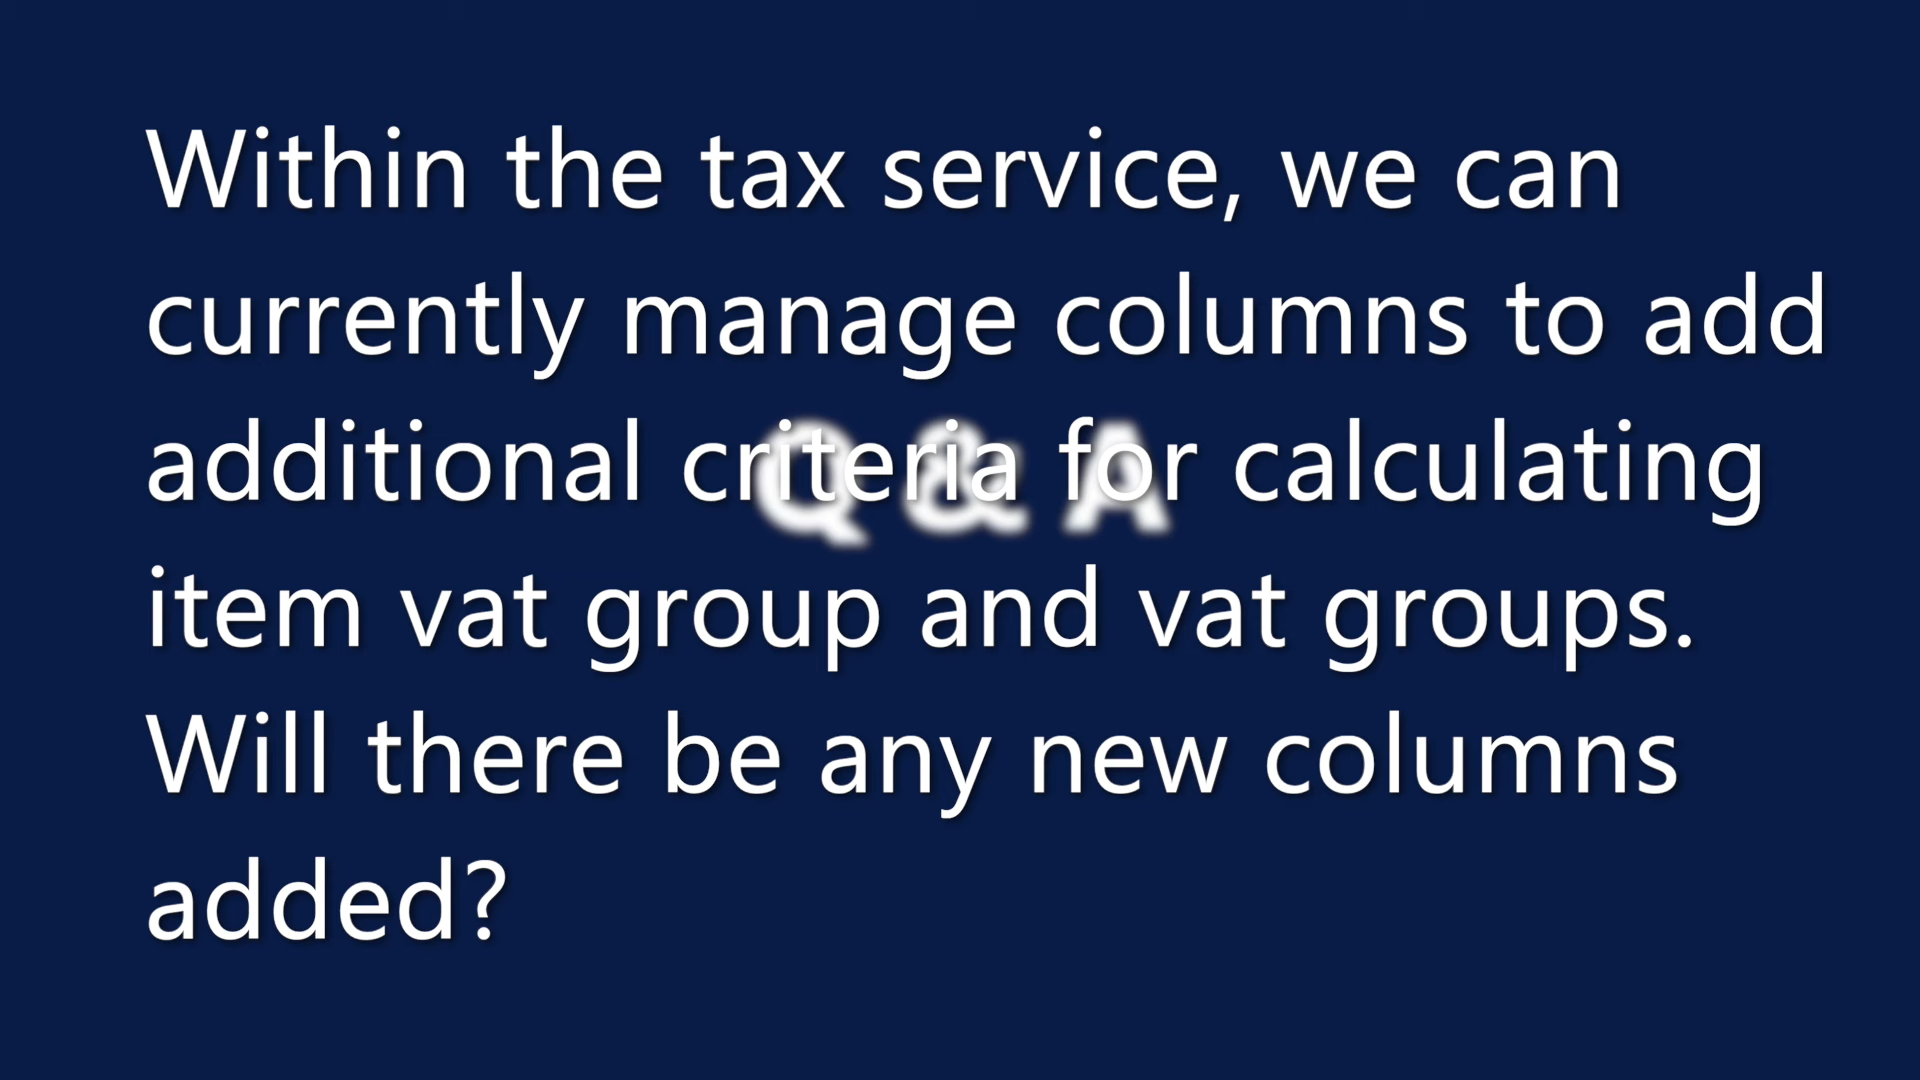 Within the tax service, we can
currently manage columns to add
additional criteria for calculating
item vat group and vat groups.
Will there be any new columns
added?
Q & A